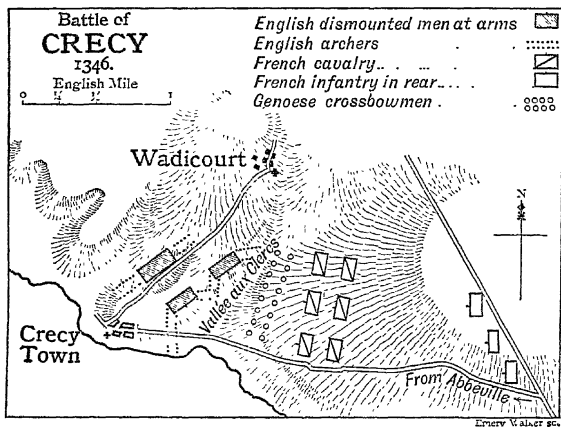 Battle of
CRECY
1346.
English Mile
0 ¼ ½ 1
English dismounted men at arms
English archers
French cavalry
French infantry in rear
Genoese crossbowmen
Wadicourt
N
Vallée aux Clercs
Crecy
Town
From Abbeville
Emery Walker sc.